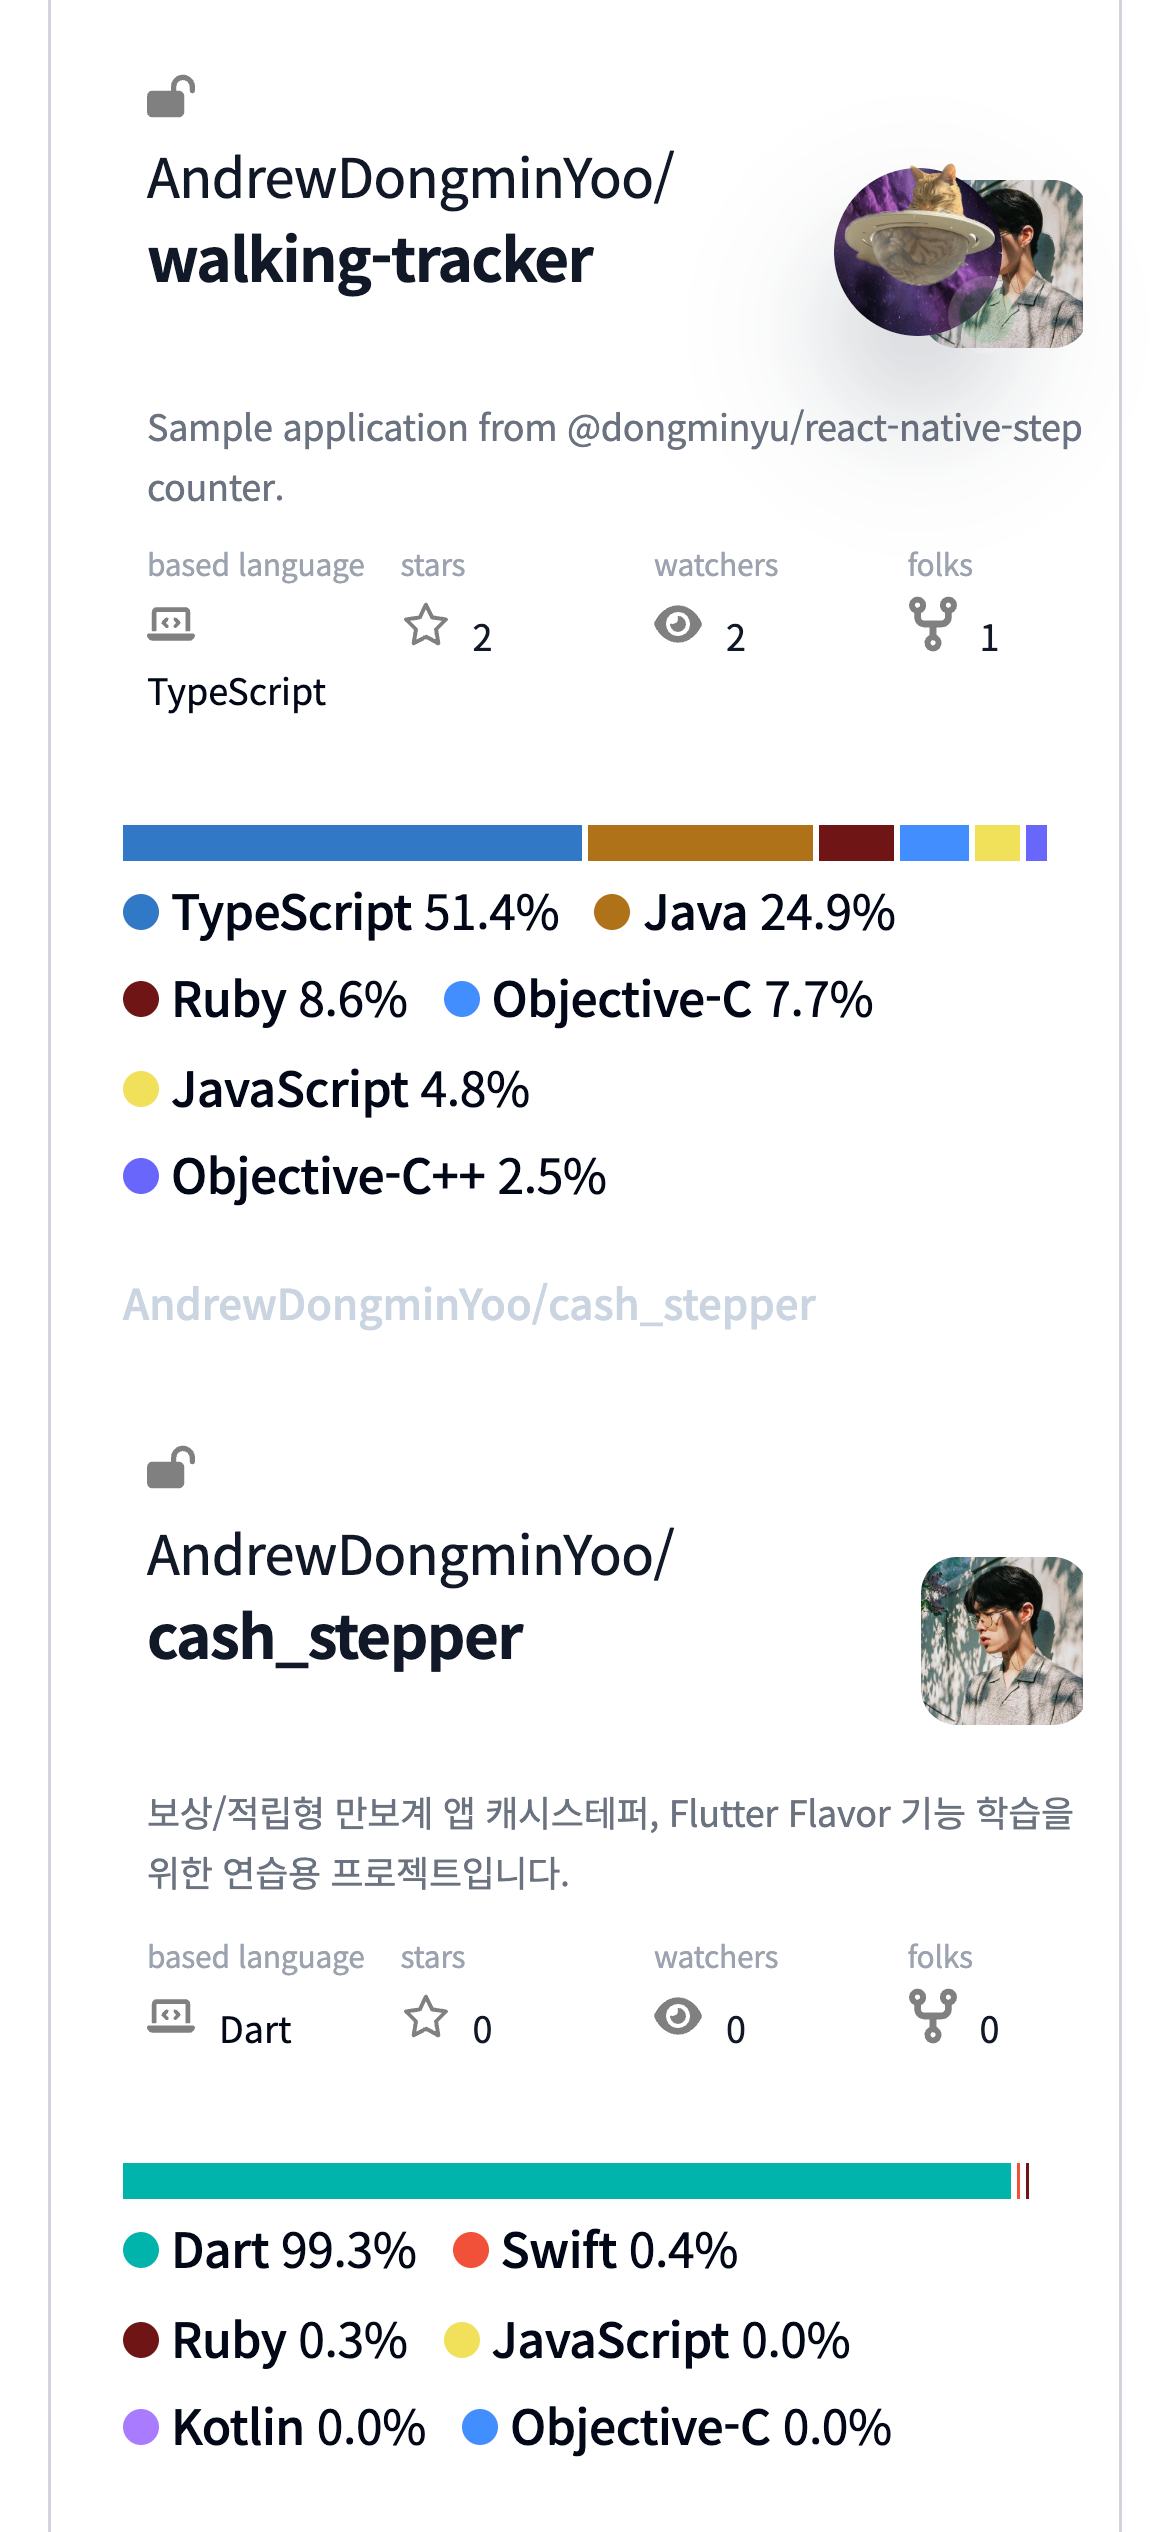 AndrewDongminYoo/
walking-tracker
Sample application from @dongminyu/react-native-step
counter.
based language stars watchers folks
2 2 1
TypeScript
TypeScript 51.4% Java 24.9%
Ruby 8.6% Objective-C 7.7%
JavaScript 4.8%
Objective-C++ 2.5%
AndrewDongminYoo/cash_stepper
AndrewDongminYoo/
cash_stepper
보상/적립형 만보계 앱 캐시스테퍼, Flutter Flavor 기능 학습을
위한 연습용 프로젝트입니다.
based language stars watchers folks
Dart 0 0 0
Dart 99.3% Swift 0.4%
Ruby 0.3% JavaScript 0.0%
Kotlin 0.0% Objective-C 0.0%